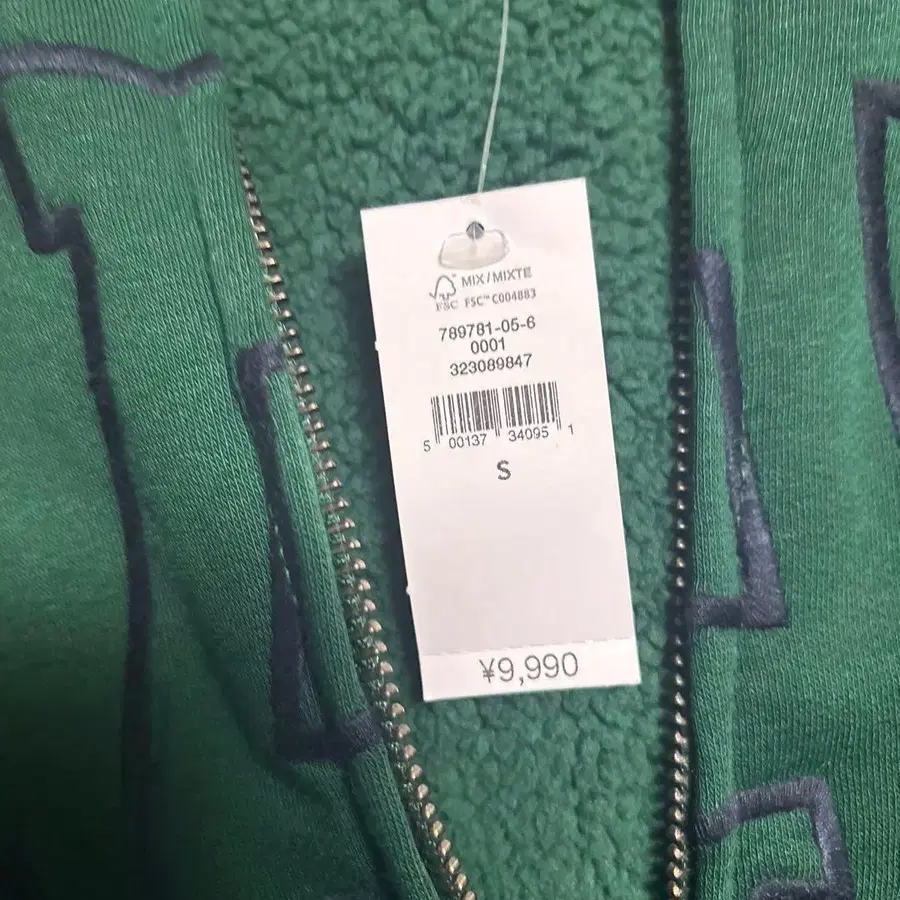 MIX/MIXTE
FSC FSC™ C004883
789781-05-6
0001
323089847
5 00137 34095 1
S
¥9,990